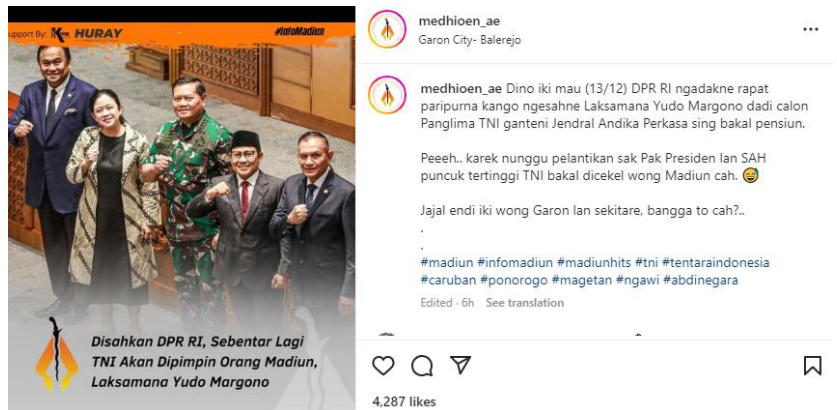 upport By: KPR HURAY
#InfoMadiun
Disahkan DPR RI, Sebentar Lagi
TNI Akan Dipimpin Orang Madiun,
Laksamana Yudo Margono
medhioen_ae
Garon City- Balerejo
medhioen_ae Dino iki mau (13/12) DPR RI ngadakne rapat
paripurna kango ngesahne Laksamana Yudo Margono dadi calon
Panglima TNI ganteni Jendral Andika Perkasa sing bakal pensiun.
Peeeh.. karek nunggu pelantikan sak Pak Presiden lan SAH
puncuk tertinggi TNI bakal dicekel wong Madiun cah. 😅
Jajal endi iki wong Garon lan sekitare, bangga to cah?..
.
.
#madiun #infomadiun #madiunhits #tni #tentaraindonesia
#caruban #ponorogo #magetan #ngawi #abdinegara
Edited · 6h See translation
4,287 likes